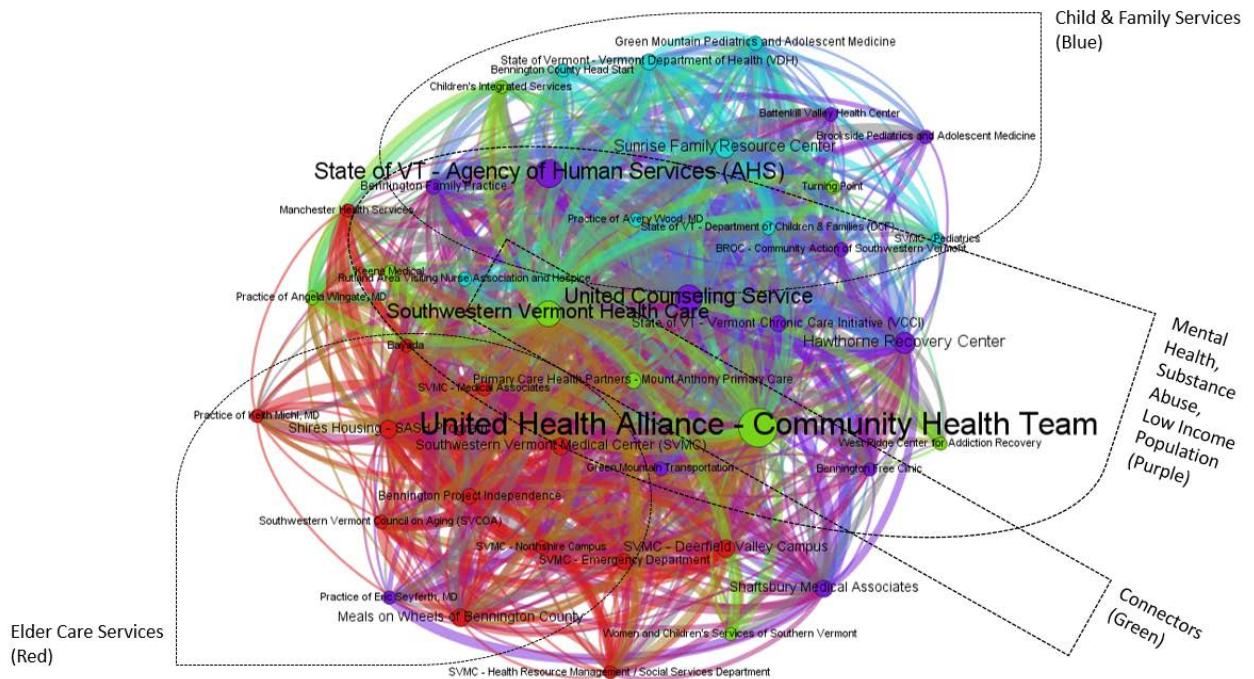 Child & Family Services
(Blue)
Green Mountain Pediatrics and Adolescent Medicine
State of Vermont - Vermont Department of Health (VDH)
Bennington County Head Start
Children's Integrated Services
Battenkill Valley Health Center
Brookside Pediatrics and Adolescent Medicine
Sunrise Family Resource Center
State of VT - Agency of Human Services (AHS)
Bennington Family Practice
Turning Point
Manchester Health Services
Practice of Avery Wood, MD
State of VT - Department of Children & Families (DCF)
SVMC - Pediatrics
BROC - Community Action of Southwestern Vermont
Keene Medical
Rutland Area Visiting Nurse Association and Hospice
Practice of Angela Wingate, MD
United Counseling Service
Southwestern Vermont Health Care
State of VT - Vermont Chronic Care Initiative (VCCI)
Hawthorne Recovery Center
Bayada
Mental
Health,
Substance
Abuse,
Low Income
Population
(Purple)
Primary Care Health Partners - Mount Anthony Primary Care
SVMC - Medical Associates
Practice of Keith Michl, MD
United Health Alliance - Community Health Team
Shires Housing - SASH Program
Southwestern Vermont Medical Center (SVMC)
West Ridge Center for Addiction Recovery
Green Mountain Transportation
Bennington Free Clinic
Bennington Project Independence
Southwestern Vermont Council on Aging (SVCOA)
SVMC - Northshire Campus
SVMC - Deerfield Valley Campus
SVMC - Emergency Department
Shaftsbury Medical Associates
Practice of Eric Seyferth, MD
Meals on Wheels of Bennington County
Connectors
(Green)
Women and Children's Services of Southern Vermont
Elder Care Services
(Red)
SVMC - Health Resource Management / Social Services Department